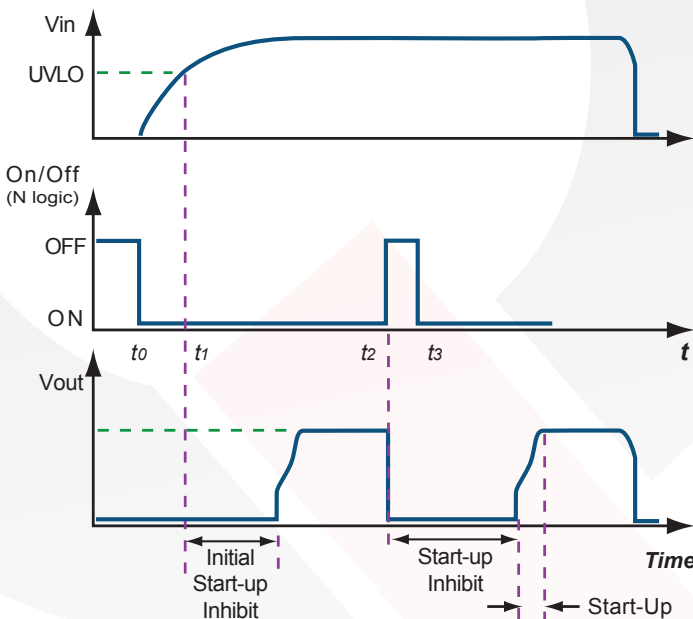 Vin
UVLO
On/Off
(N logic)
OFF
ON
t0 t1 t2 t3 t
Vout
Initial
Start-up
Inhibit
Start-up
Inhibit
Time
Start-Up